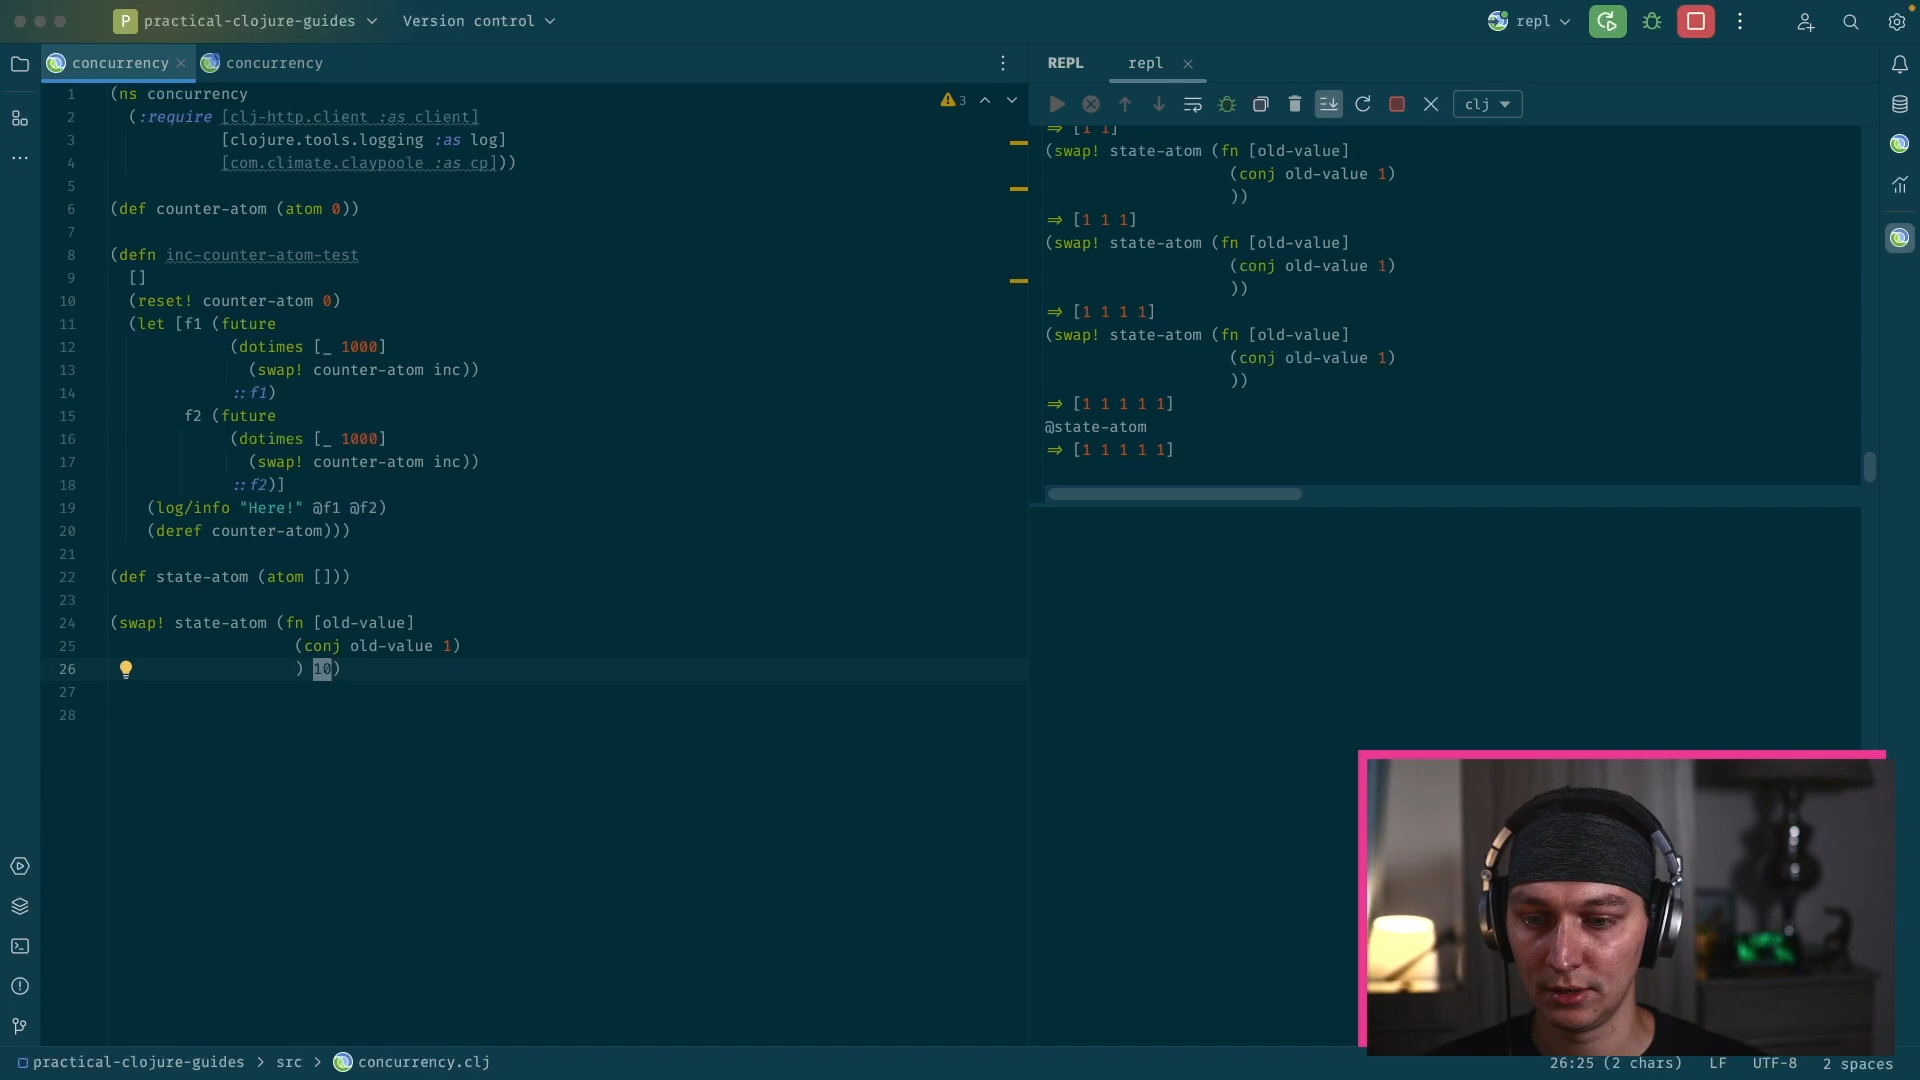 P practical-clojure-guides Version control repl
concurrency concurrency
REPL repl
clj
3
1 (ns concurrency
2 (:require [clj-http.client :as client]
3 [clojure.tools.logging :as log]
4 [com.climate.claypoole :as cp]))
5
6 (def counter-atom (atom 0))
7
8 (defn inc-counter-atom-test
9 []
10 (reset! counter-atom 0)
11 (let [f1 (future
12 (dotimes [_ 1000]
13 (swap! counter-atom inc))
14 ::f1)
15 f2 (future
16 (dotimes [_ 1000]
17 (swap! counter-atom inc))
18 ::f2)]
19 (log/info "Here!" @f1 @f2)
20 (deref counter-atom)))
21
22 (def state-atom (atom []))
23
24 (swap! state-atom (fn [old-value]
25 (conj old-value 1)
26 ) 10)
27
28
=> [1 1]
(swap! state-atom (fn [old-value]
(conj old-value 1)
))
=> [1 1 1]
(swap! state-atom (fn [old-value]
(conj old-value 1)
))
=> [1 1 1 1]
(swap! state-atom (fn [old-value]
(conj old-value 1)
))
=> [1 1 1 1 1]
@state-atom
=> [1 1 1 1 1]
practical-clojure-guides > src > concurrency.clj
26:25 (2 chars) LF UTF-8 2 spaces